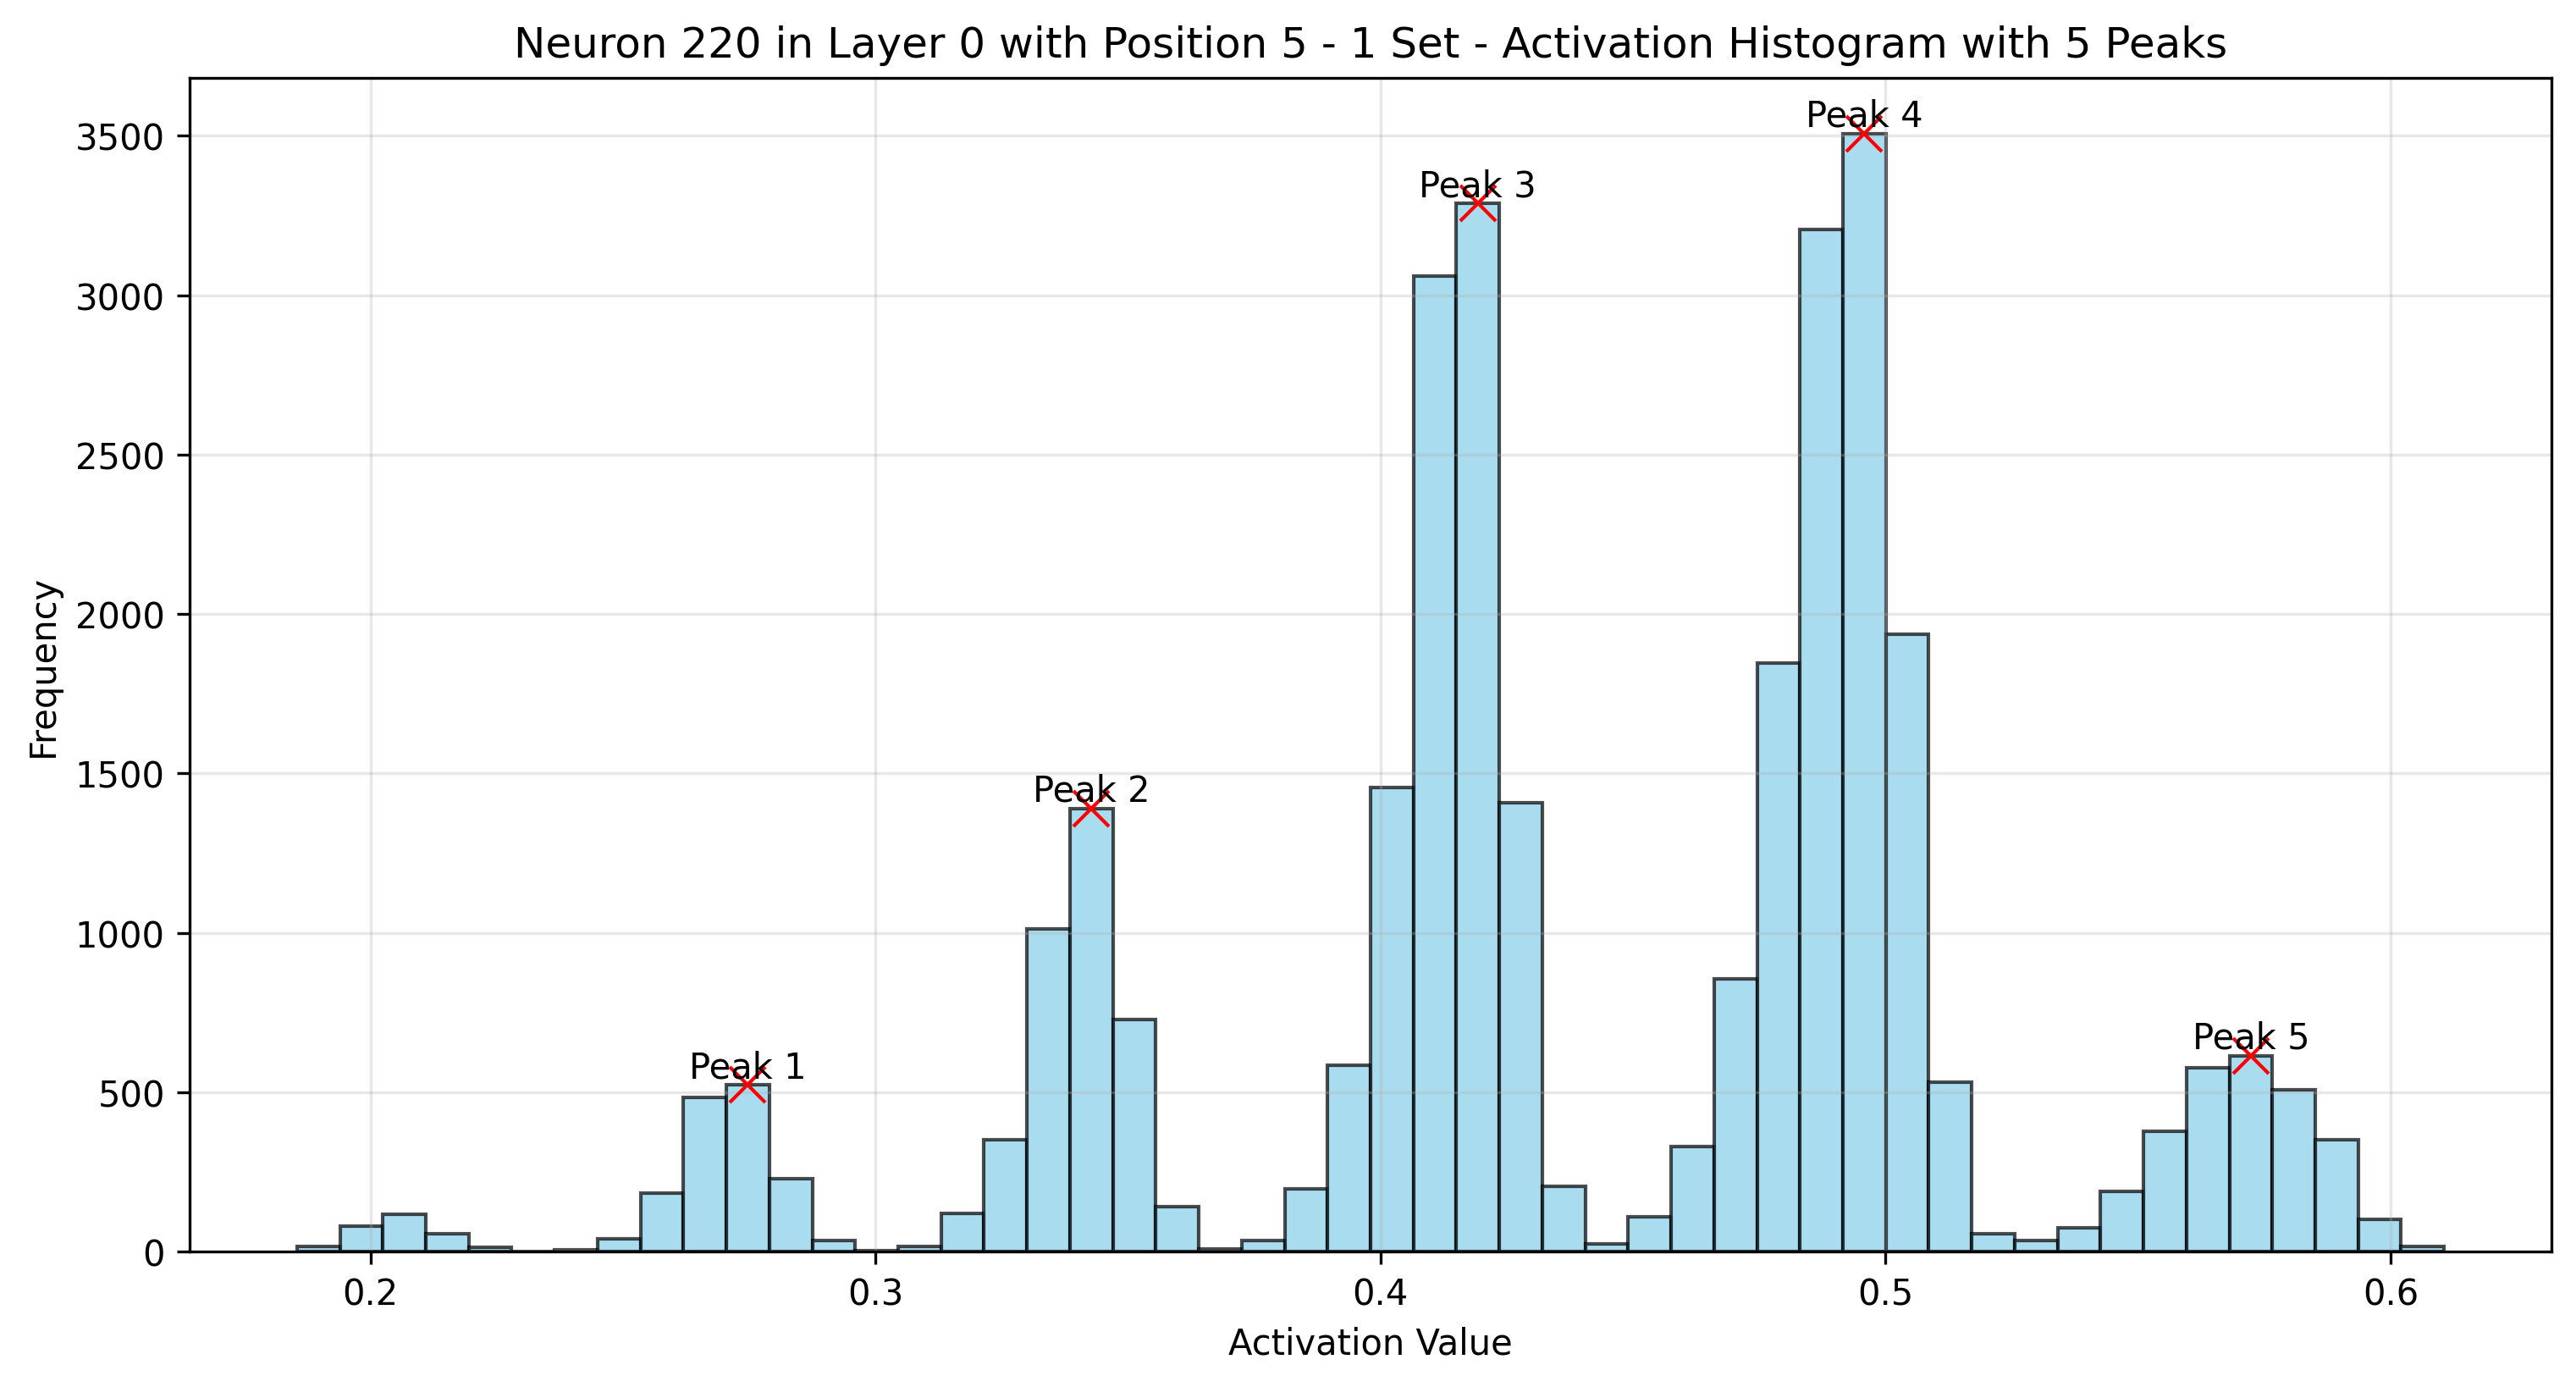 Neuron 220 in Layer 0 with Position 5 - 1 Set - Activation Histogram with 5 Peaks
Peak 4
3500
Peak 3
3000
2500
2000
Frequency
1500
Peak 2
1000
Peak 5
Peak 1
500
0
0.2 0.3 0.4 0.5 0.6
Activation Value